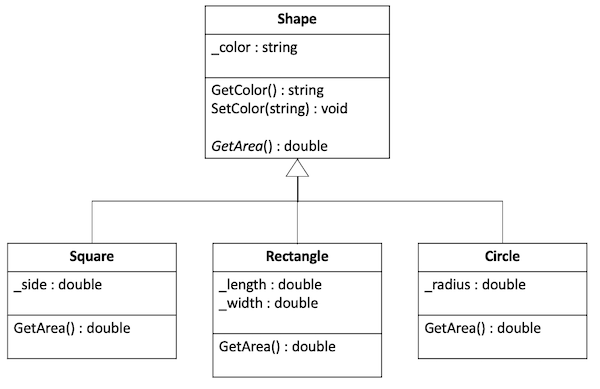 Shape
_color : string
GetColor() : string
SetColor(string) : void
GetArea() : double
Square
_side : double
GetArea() : double
Rectangle
_length : double
_width : double
GetArea() : double
Circle
_radius : double
GetArea() : double